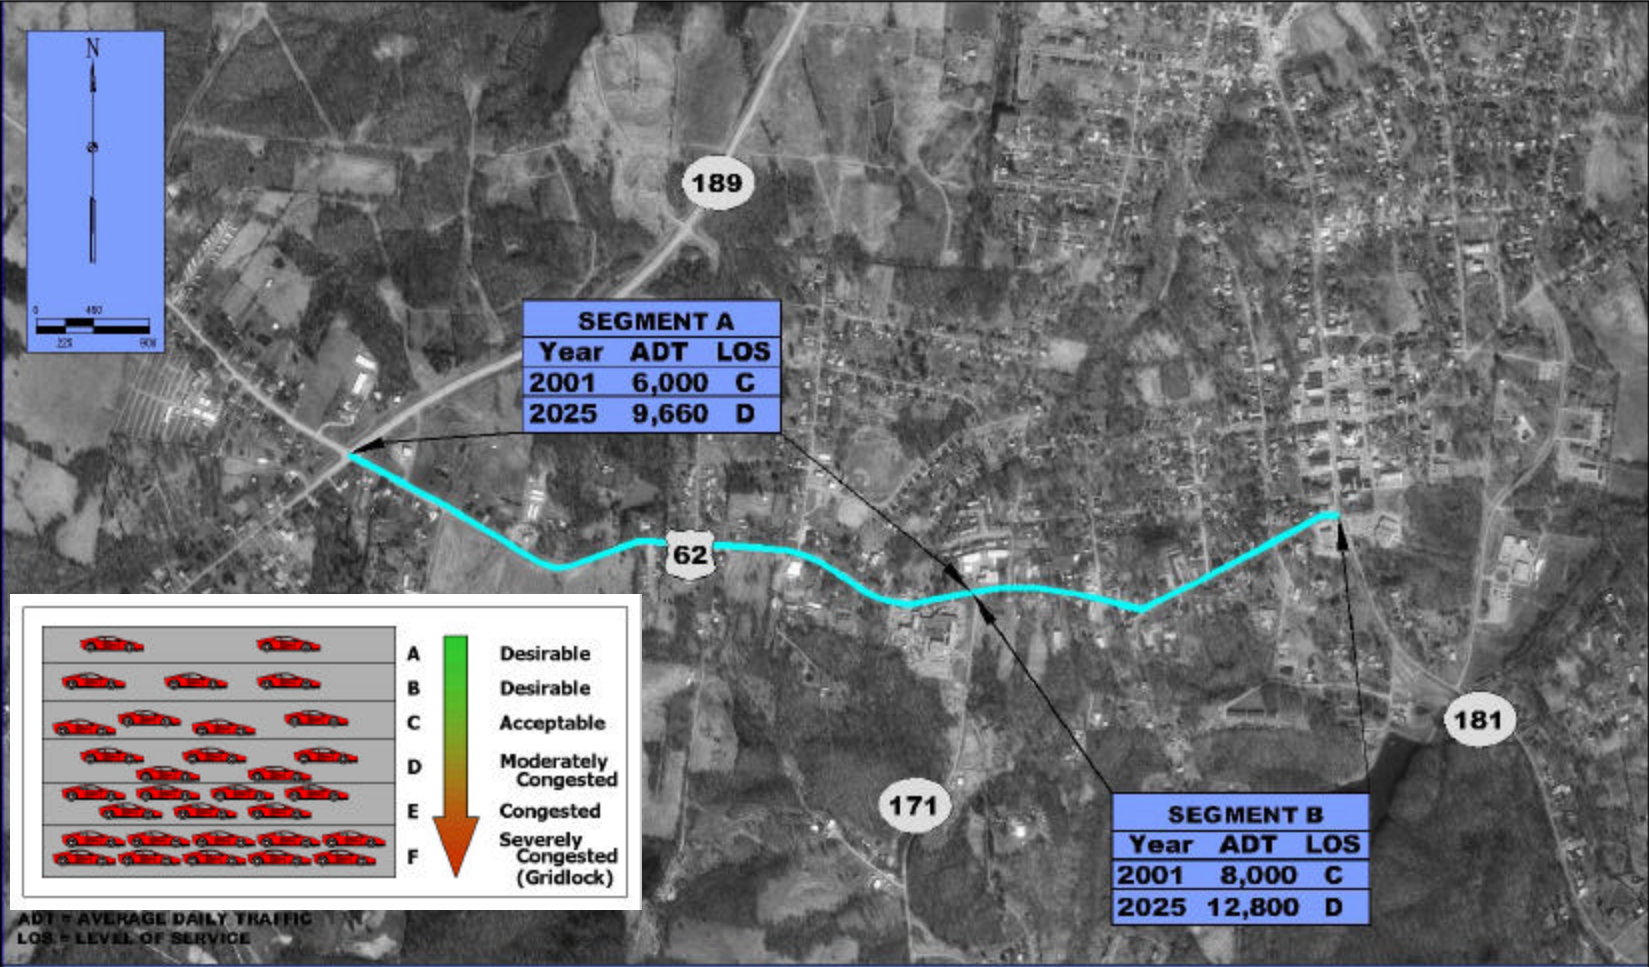 N
0 450
225 900
189
SEGMENT A
Year ADT LOS
2001 6,000 C
2025 9,660 D
62
A Desirable
B Desirable
C Acceptable
D Moderately
Congested
E Congested
Severely
F Congested
(Gridlock)
181
171
SEGMENT B
Year ADT LOS
2001 8,000 C
2025 12,800 D
ADT = AVERAGE DAILY TRAFFIC
LOS = LEVEL OF SERVICE